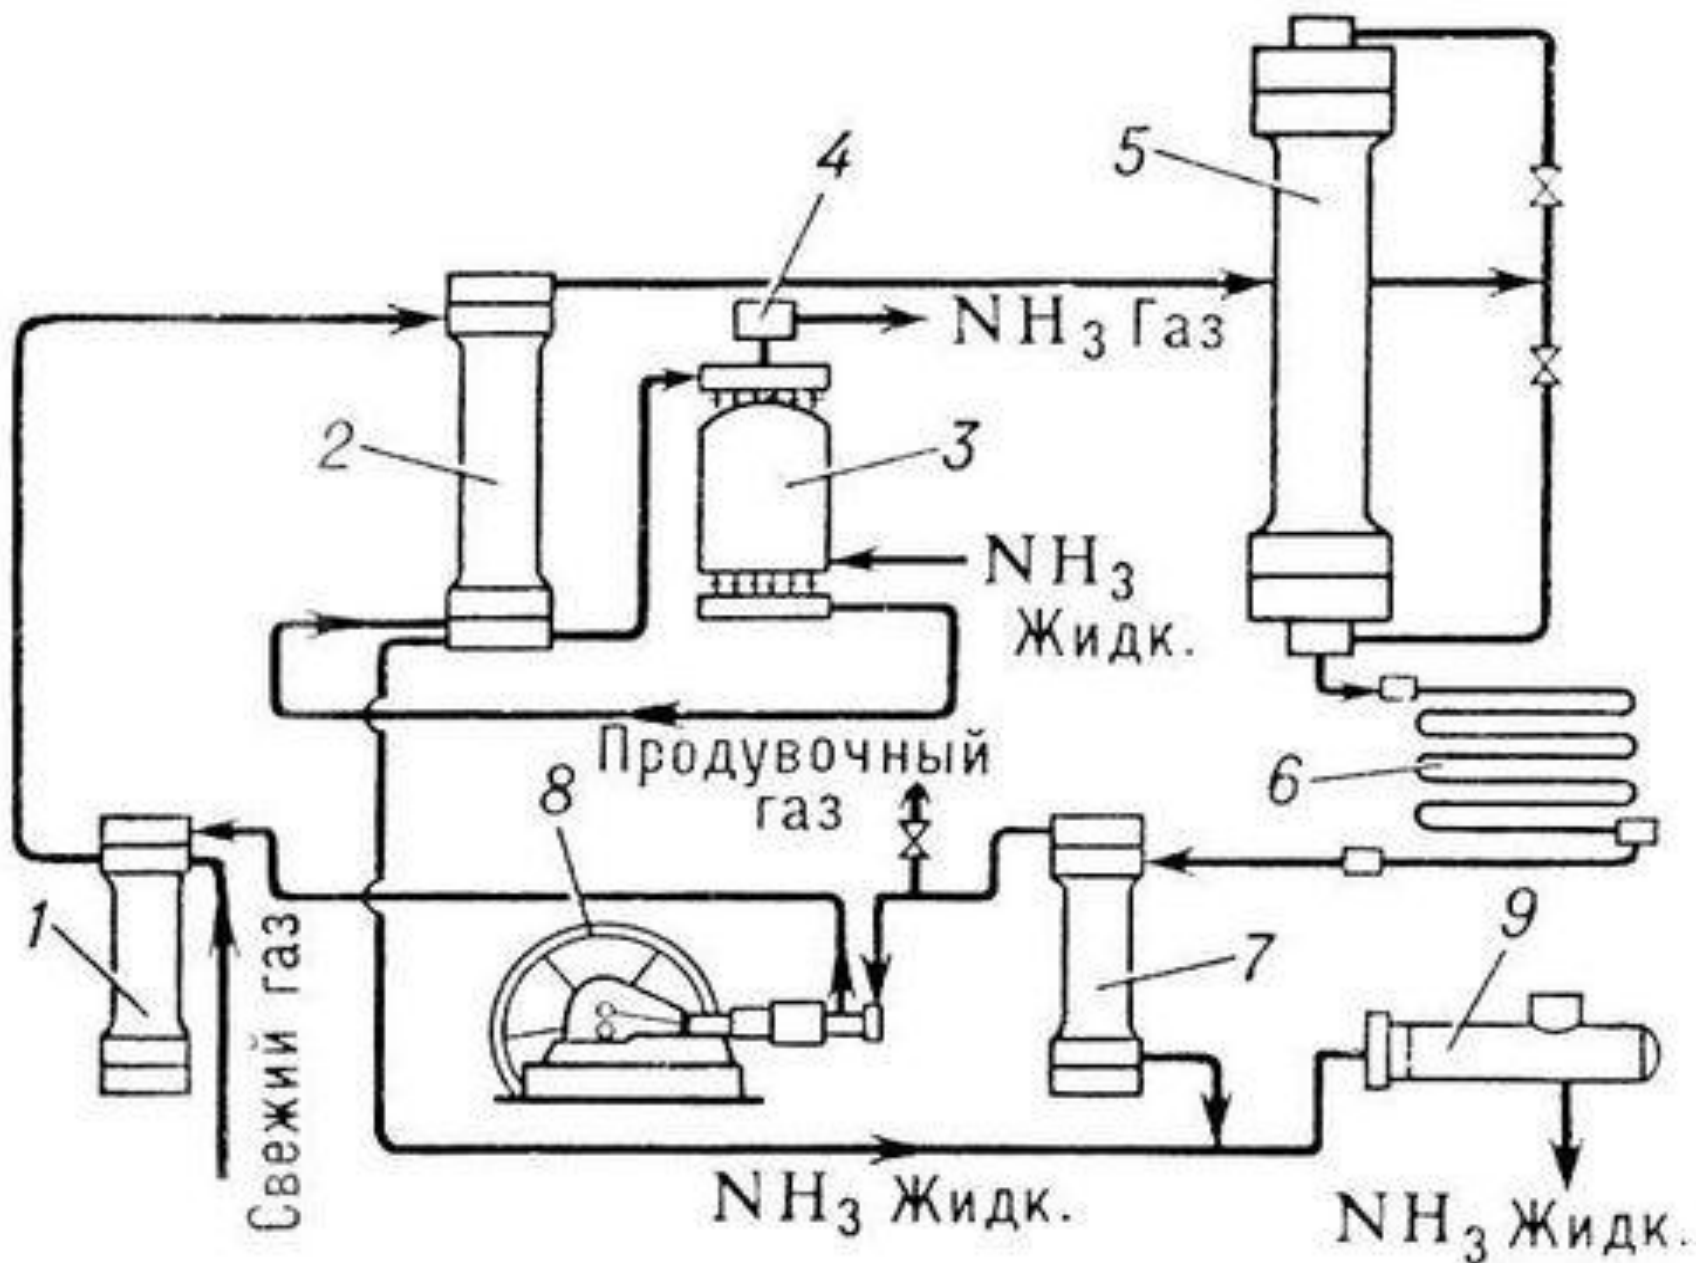 4
5
NH3 Газ
2
3
NH3
Жидк.
Продувочный
газ
6
8
1
Свежий газ
7
9
NH3 Жидк.
NH3 Жидк.